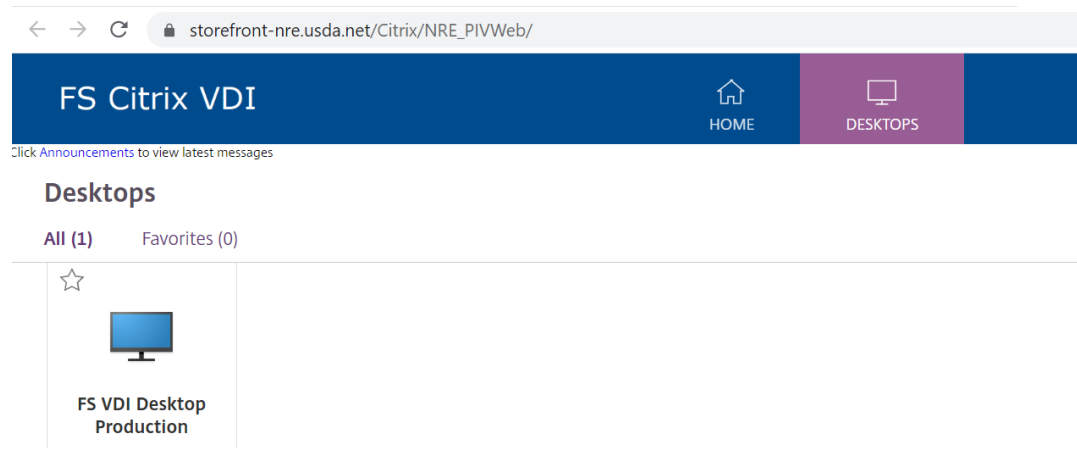 storefront-nre.usda.net/Citrix/NRE_PIVWeb/
FS Citrix VDI
HOME
DESKTOPS
Click Announcements to view latest messages
Desktops
All (1)
Favorites (0)
FS VDI Desktop
Production